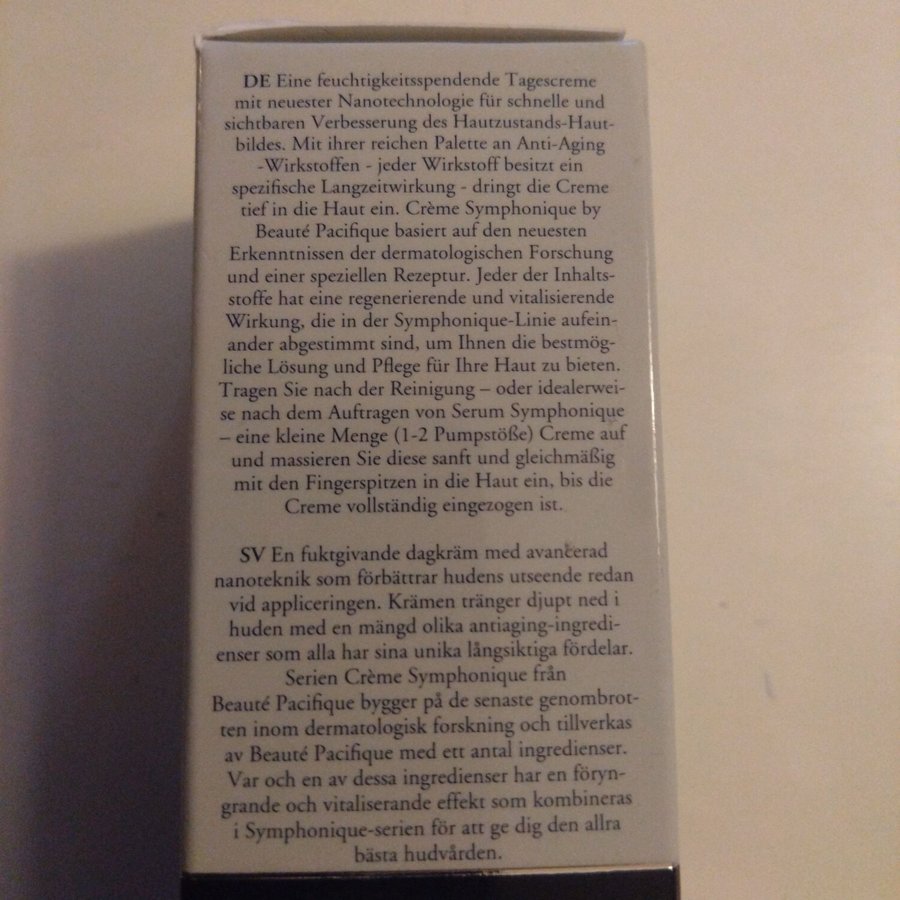 DE Eine feuchtigkeitsspendende Tagescreme
mit neuester Nanotechnologie für schnelle und
sichtbaren Verbesserung des Hautzustands-Haut-
bildes. Mit ihrer reichen Palette an Anti-Aging
-Wirkstoffen - jeder Wirkstoff besitzt ein
spezifische Langzeitwirkung - dringt die Creme
tief in die Haut ein. Crème Symphonique by
Beauté Pacifique basiert auf den neuesten
Erkenntnissen der dermatologischen Forschung
und einer speziellen Rezeptur. Jeder der Inhalts-
stoffe hat eine regenerierende und vitalisierende
Wirkung, die in der Symphonique-Linie aufein-
ander abgestimmt sind, um Ihnen die bestmög-
liche Lösung und Pflege für Ihre Haut zu bieten.
Tragen Sie nach der Reinigung – oder idealerwei-
se nach dem Auftragen von Serum Symphonique
– eine kleine Menge (1-2 Pumpstöße) Creme auf
und massieren Sie diese sanft und gleichmäßig
mit den Fingerspitzen in die Haut ein, bis die
Creme vollständig eingezogen ist.
SV En fuktgivande dagkräm med avancerad
nanoteknik som förbättrar hudens utseende redan
vid appliceringen. Krämen tränger djupt ned i
huden med en mängd olika antiaging-ingredi-
enser som alla har sina unika långsiktiga fördelar.
Serien Crème Symphonique från
Beauté Pacifique bygger på de senaste genombrot-
ten inom dermatologisk forskning och tillverkas
av Beauté Pacifique med ett antal ingredienser.
Var och en av dessa ingredienser har en föryn-
grande och vitaliserande effekt som kombineras
i Symphonique-serien för att ge dig den allra
bästa hudvården.